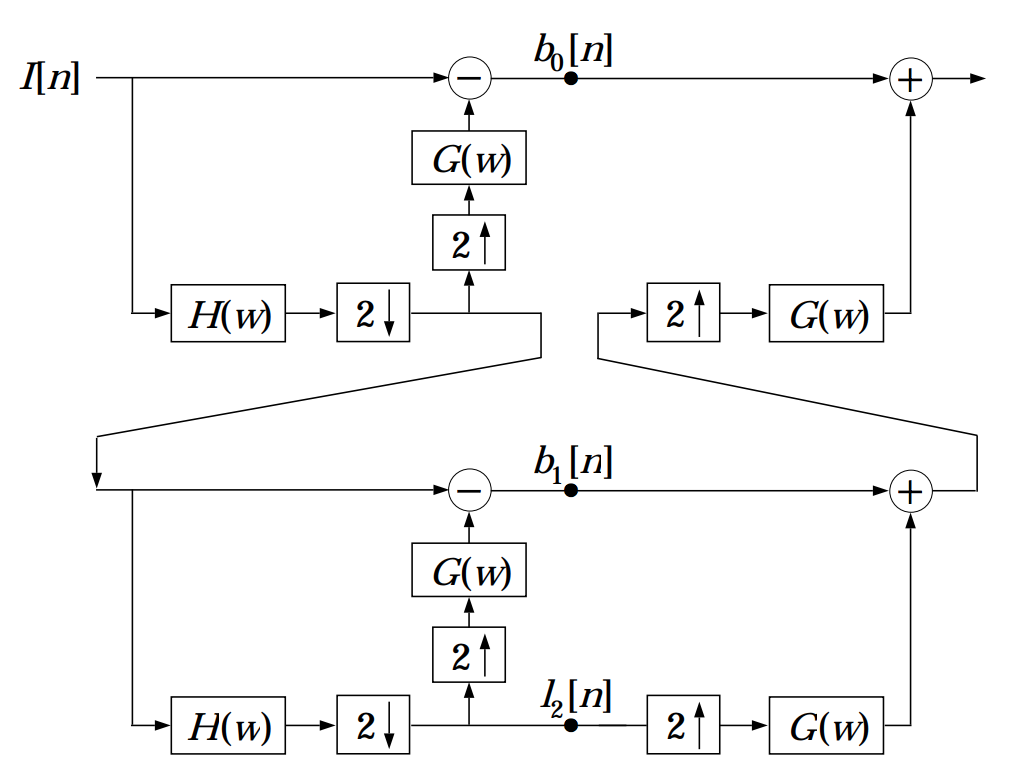 I[n]
−
b₀[n]
+
G(w)
2↑
H(w)
2↓
2↑
G(w)
−
b₁[n]
+
G(w)
2↑
l₂[n]
H(w)
2↓
2↑
G(w)